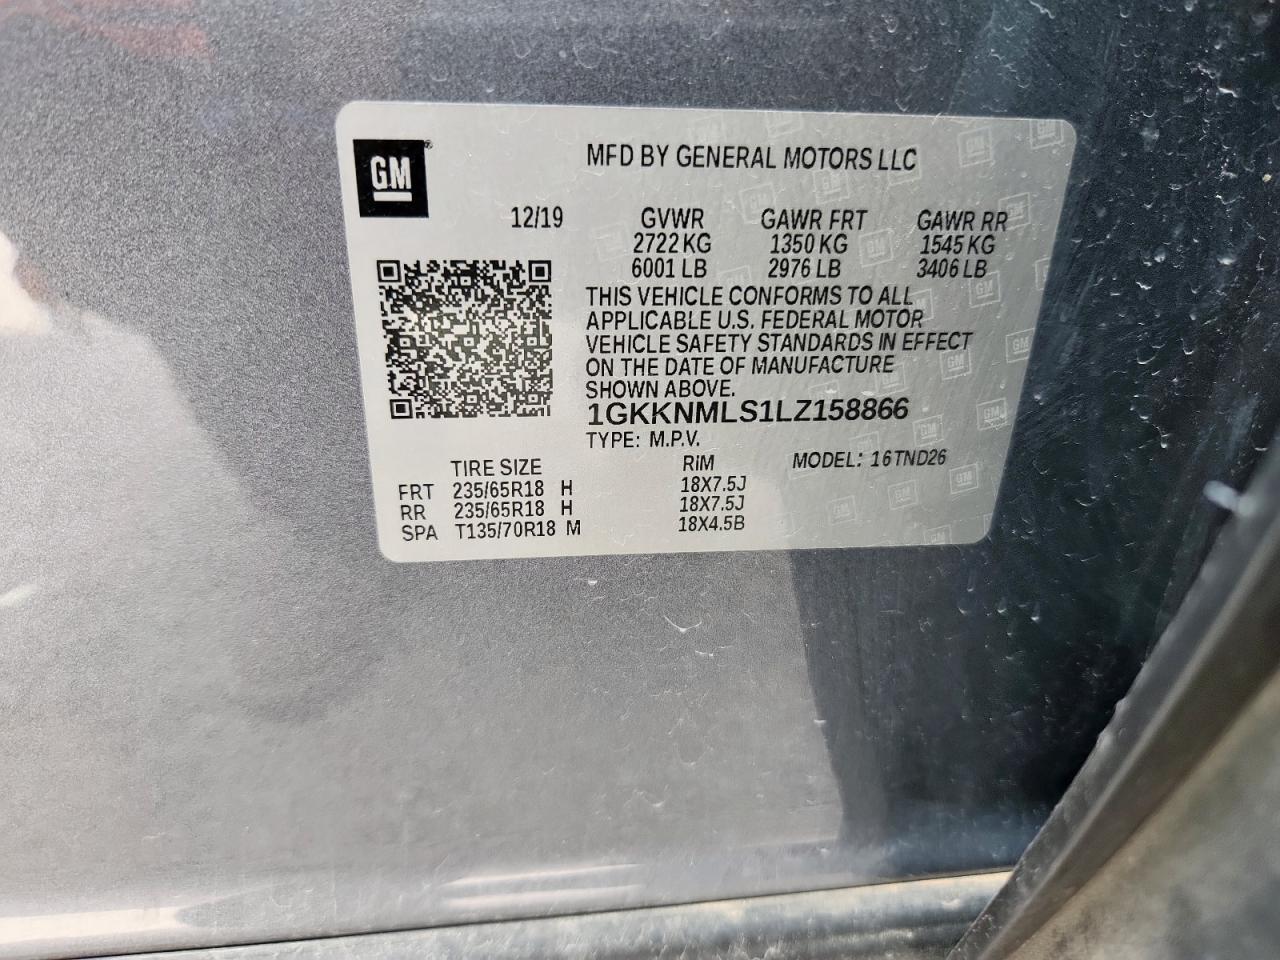 GM
MFD BY GENERAL MOTORS LLC
12/19 GVWR GAWR FRT GAWR RR
2722 KG 1350 KG 1545 KG
6001 LB 2976 LB 3406 LB
THIS VEHICLE CONFORMS TO ALL
APPLICABLE U.S. FEDERAL MOTOR
VEHICLE SAFETY STANDARDS IN EFFECT
ON THE DATE OF MANUFACTURE
SHOWN ABOVE.
1GKKNMLS1LZ158866
TYPE: M.P.V.
MODEL: 16TND26
TIRE SIZE RIM
FRT 235/65R18 H 18X7.5J
RR 235/65R18 H 18X7.5J
SPA T135/70R18 M 18X4.5B